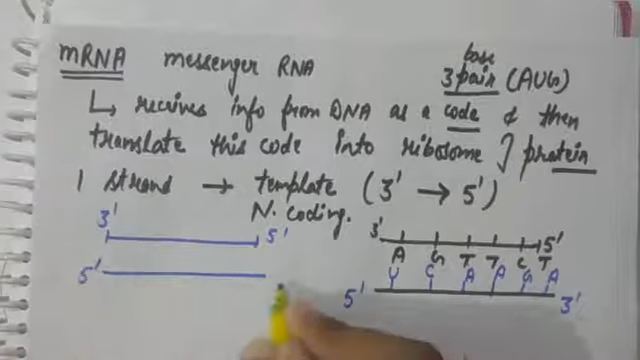 mRNA messenger RNA
base
3 pair (AUG)
↳ receives info from DNA as a code & then
translate this code into ribosome } protein
1 strand → template (3' → 5')
N. coding.
3' 5'
5'
3' 5'
A G T T C T
U C A A G A
5' 3'